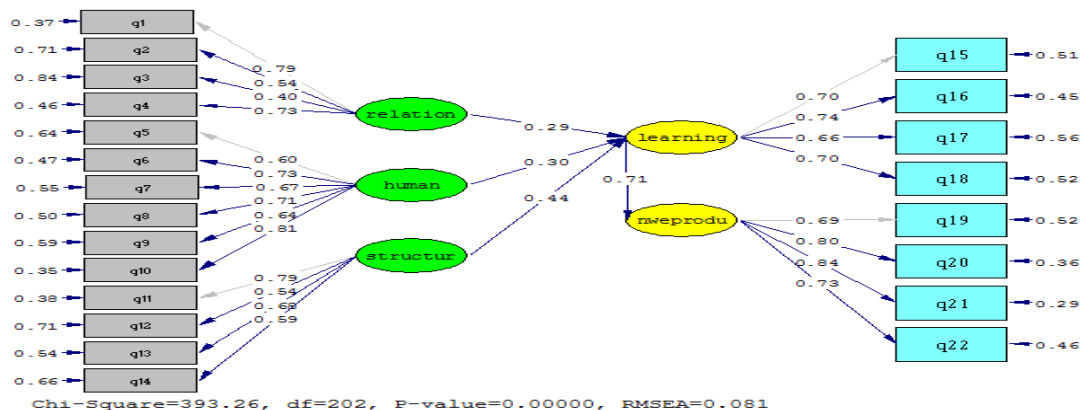 0.37 q1
0.71 q2
0.84 q3
0.46 q4
0.64 q5
0.47 q6
0.55 q7
0.50 q8
0.59 q9
0.35 q10
0.38 q11
0.71 q12
0.54 q13
0.66 q14
0.79
0.54
0.40
0.73
0.60
0.73
0.67
0.71
0.64
0.81
0.79
0.54
0.68
0.59
relation
human
structur
0.29
0.30
0.44
learning
0.71
nweprodu
0.70
0.74
0.66
0.70
0.69
0.80
0.84
0.73
q15 0.51
q16 0.45
q17 0.56
q18 0.52
q19 0.52
q20 0.36
q21 0.29
q22 0.46
Chi-Square=393.26, df=202, P-value=0.00000, RMSEA=0.081